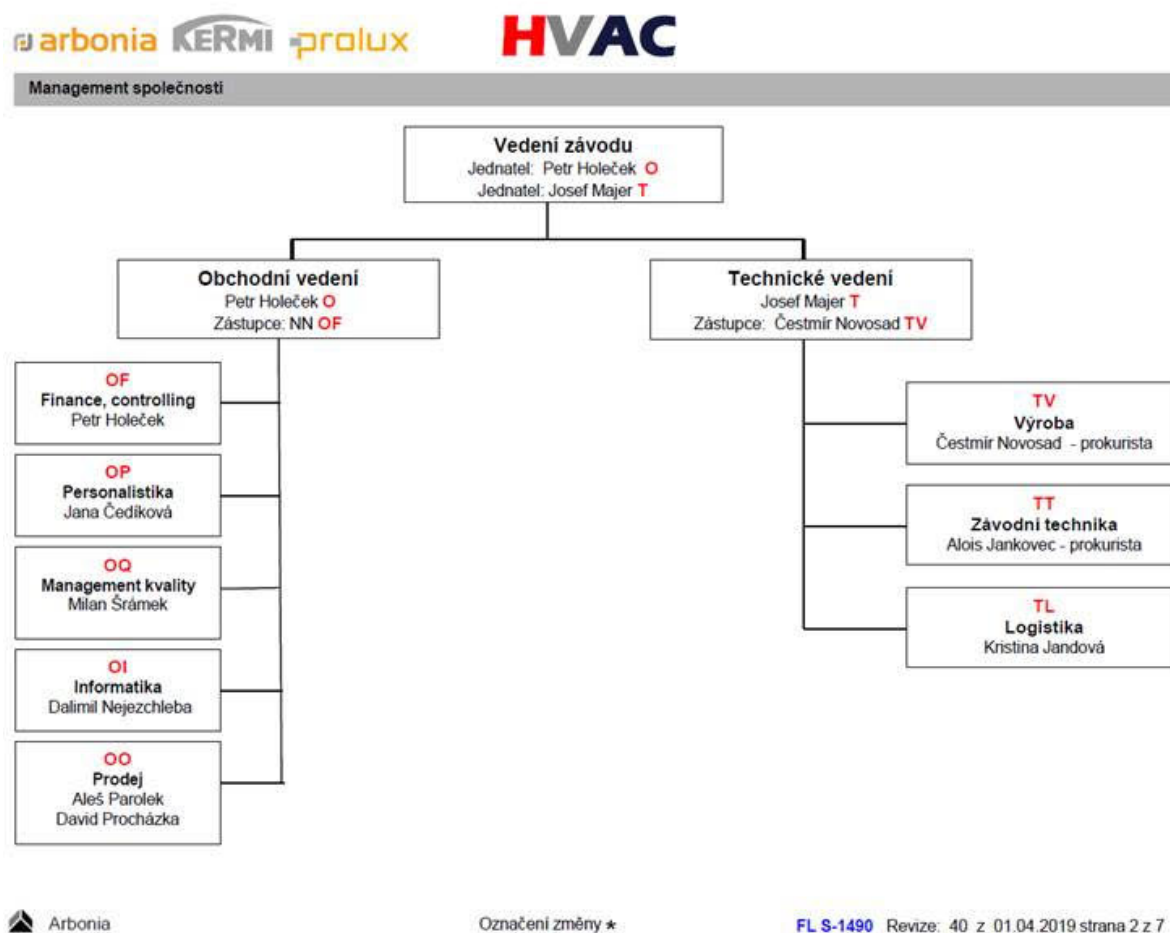 arbonia KERMI prolux HVAC
Management společnosti
Vedení závodu
Jednatel: Petr Holeček O
Jednatel: Josef Majer T
Obchodní vedení
Petr Holeček O
Zástupce: NN OF
Technické vedení
Josef Majer T
Zástupce: Čestmír Novosad TV
OF
Finance, controlling
Petr Holeček
OP
Personalistika
Jana Čedíková
OQ
Management kvality
Milan Šrámek
OI
Informatika
Dalimil Nejezchleba
OO
Prodej
Aleš Parolek
David Procházka
TV
Výroba
Čestmír Novosad - prokurista
TT
Závodní technika
Alois Jankovec - prokurista
TL
Logistika
Kristina Jandová
Arbonia
Označení změny *
FL S-1490 Revize: 40 z 01.04.2019 strana 2 z 7